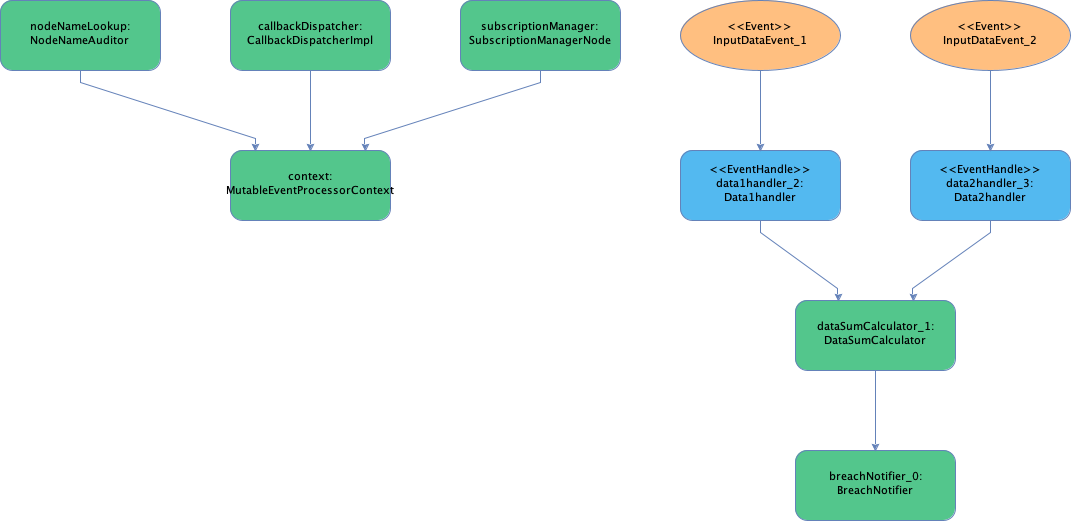 nodeNameLookup:
NodeNameAuditor
callbackDispatcher:
CallbackDispatcherImpl
subscriptionManager:
SubscriptionManagerNode
<<Event>>
InputDataEvent_1
<<Event>>
InputDataEvent_2
context:
MutableEventProcessorContext
<<EventHandle>>
data1handler_2:
Data1handler
<<EventHandle>>
data2handler_3:
Data2handler
dataSumCalculator_1:
DataSumCalculator
breachNotifier_0:
BreachNotifier